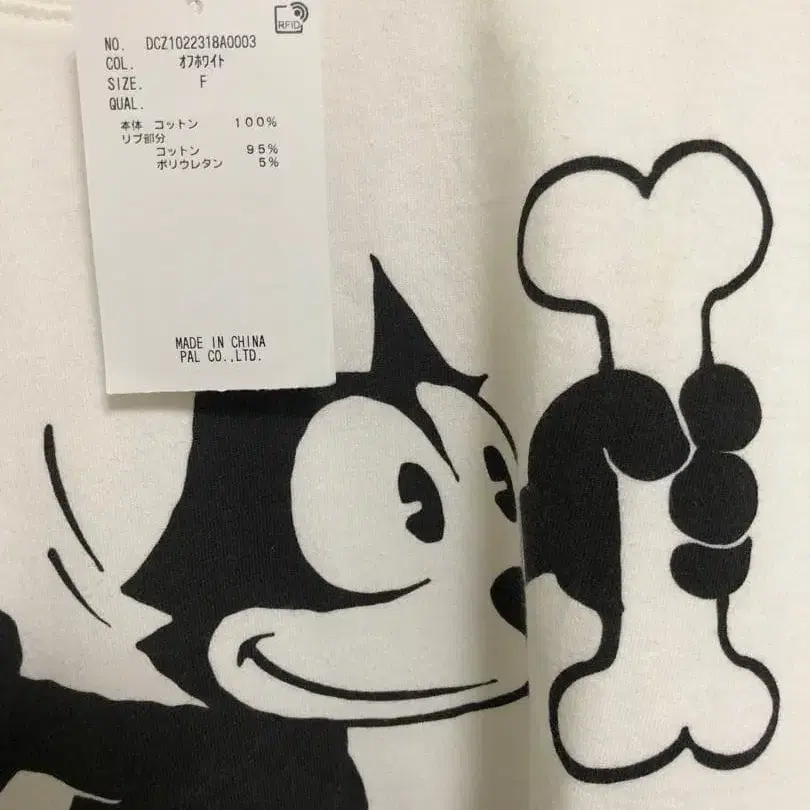 RFID
NO. DCZ1022318A0003
COL. ｵﾌﾎﾜｲﾄ
SIZE. F
QUAL.
本体 コットン 100%
リブ部分
コットン 95%
ポリウレタン 5%
MADE IN CHINA
PAL CO.,LTD.